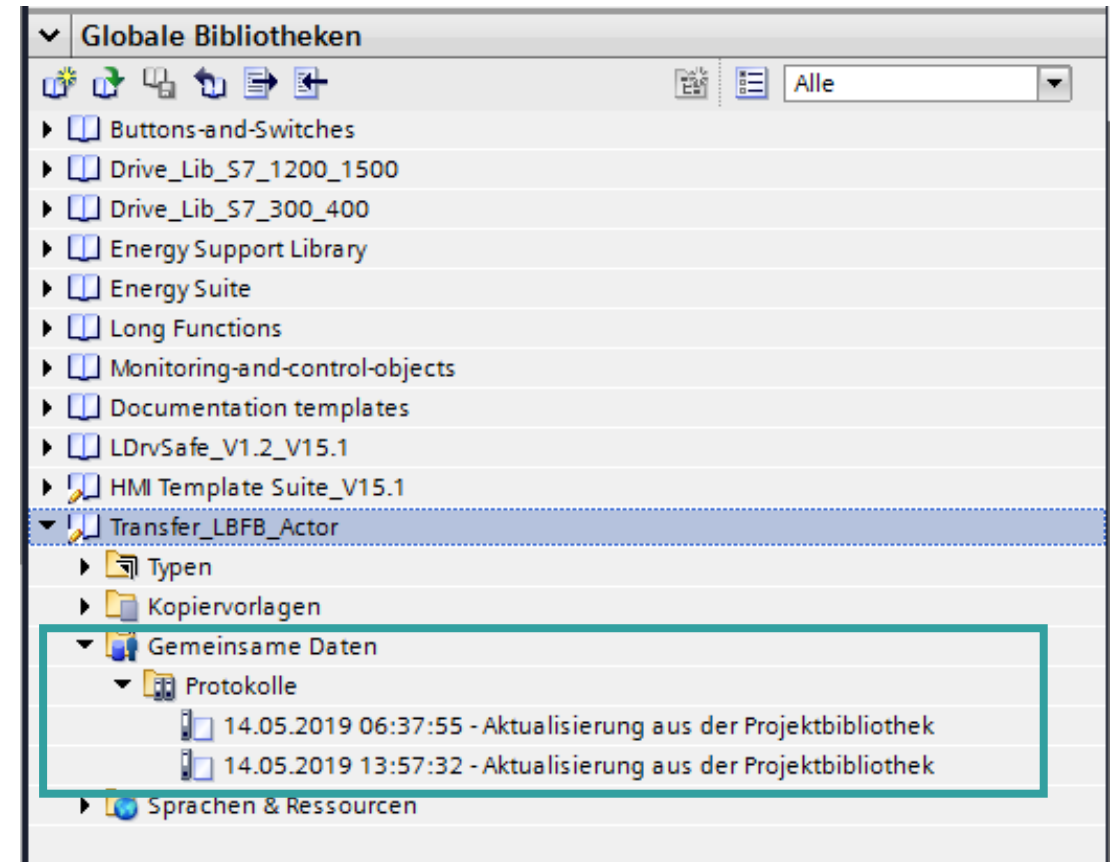 Globale Bibliotheken
Alle
Buttons-and-Switches
Drive_Lib_S7_1200_1500
Drive_Lib_S7_300_400
Energy Support Library
Energy Suite
Long Functions
Monitoring-and-control-objects
Documentation templates
LDrvSafe_V1.2_V15.1
HMI Template Suite_V15.1
Transfer_LBFB_Actor
Typen
Kopiervorlagen
Gemeinsame Daten
Protokolle
14.05.2019 06:37:55 - Aktualisierung aus der Projektbibliothek
14.05.2019 13:57:32 - Aktualisierung aus der Projektbibliothek
Sprachen & Ressourcen